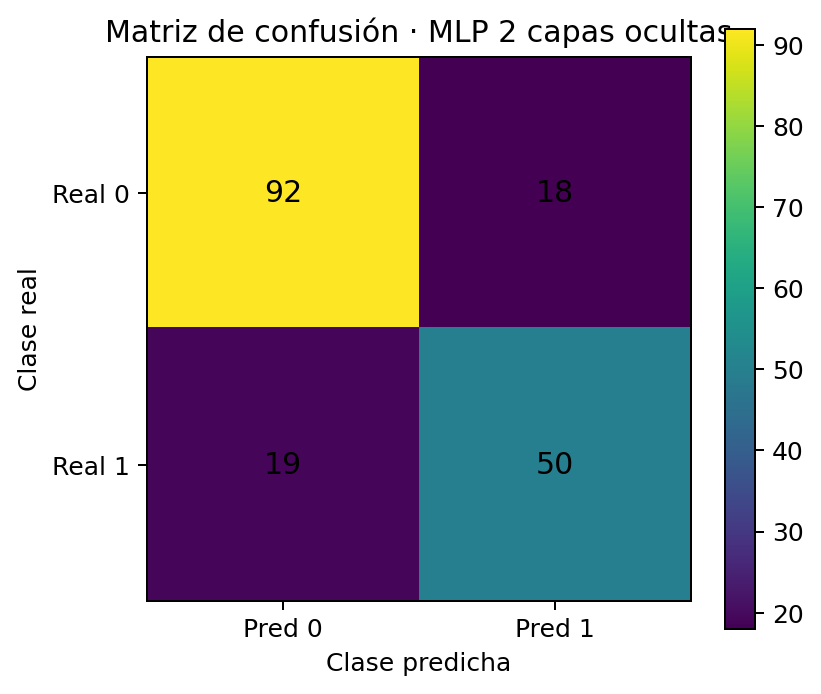 Matriz de confusión · MLP 2 capas ocultas
Clase real
Real 0
92
18
Real 1
19
50
Pred 0
Pred 1
Clase predicha
90
80
70
60
50
40
30
20